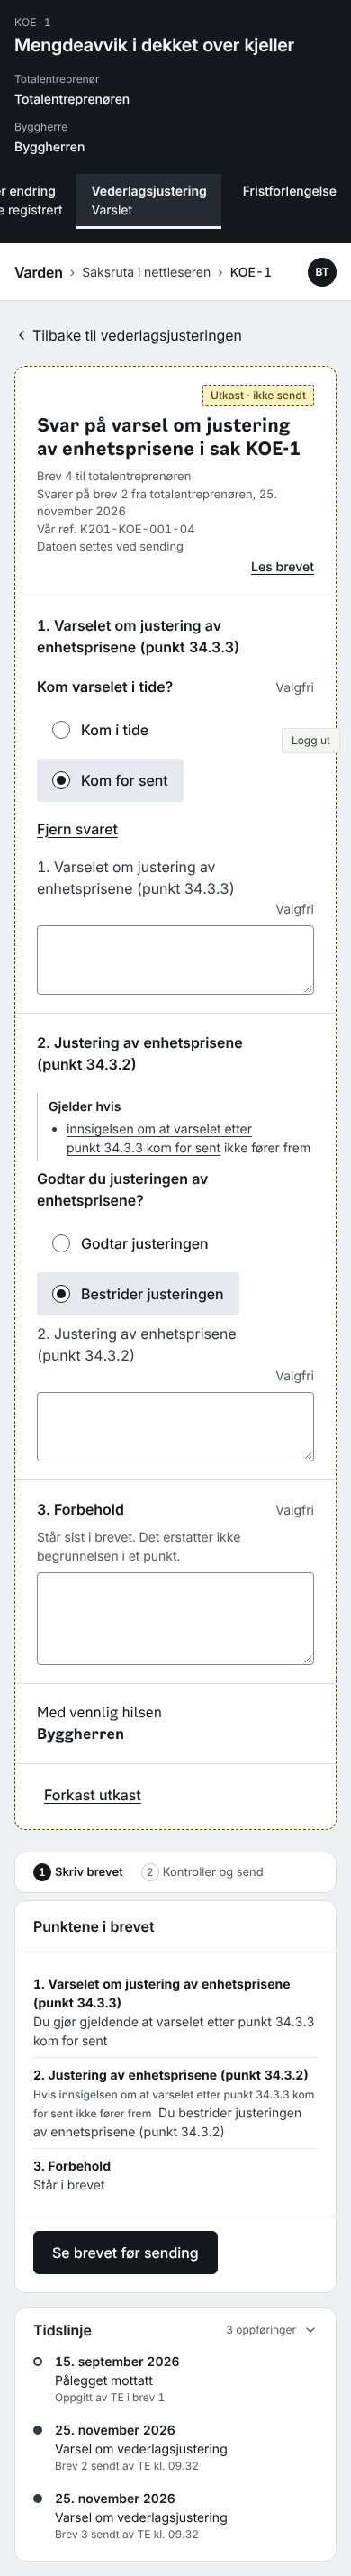 KOE-1
Mengdeavvik i dekket over kjeller
Totalentreprenør
Totalentreprenøren
Byggherre
Byggherren
r endring
Vederlagsjustering
Fristforlengelse
e registrert
Varslet
Varden › Saksruta i nettleseren › KOE-1
BT
Tilbake til vederlagsjusteringen
Utkast · ikke sendt
Svar på varsel om justering
av enhetsprisene i sak KOE-1
Brev 4 til totalentreprenøren
Svarer på brev 2 fra totalentreprenøren, 25.
november 2026
Vår ref. K201-KOE-001-04
Datoen settes ved sending
Les brevet
1. Varselet om justering av
enhetsprisene (punkt 34.3.3)
Kom varselet i tide?
Valgfri
Kom i tide
Logg ut
Kom for sent
Fjern svaret
1. Varselet om justering av
enhetsprisene (punkt 34.3.3)
Valgfri
2. Justering av enhetsprisene
(punkt 34.3.2)
Gjelder hvis
• innsigelsen om at varselet etter
punkt 34.3.3 kom for sent ikke fører frem
Godtar du justeringen av
enhetsprisene?
Godtar justeringen
Bestrider justeringen
2. Justering av enhetsprisene
(punkt 34.3.2)
Valgfri
3. Forbehold
Valgfri
Står sist i brevet. Det erstatter ikke
begrunnelsen i et punkt.
Med vennlig hilsen
Byggherren
Forkast utkast
1 Skriv brevet
2 Kontroller og send
Punktene i brevet
1. Varselet om justering av enhetsprisene
(punkt 34.3.3)
Du gjør gjeldende at varselet etter punkt 34.3.3
kom for sent
2. Justering av enhetsprisene (punkt 34.3.2)
Hvis innsigelsen om at varselet etter punkt 34.3.3 kom
for sent ikke fører frem Du bestrider justeringen
av enhetsprisene (punkt 34.3.2)
3. Forbehold
Står i brevet
Se brevet før sending
Tidslinje
3 oppføringer
15. september 2026
Pålegget mottatt
Oppgitt av TE i brev 1
25. november 2026
Varsel om vederlagsjustering
Brev 2 sendt av TE kl. 09.32
25. november 2026
Varsel om vederlagsjustering
Brev 3 sendt av TE kl. 09.32